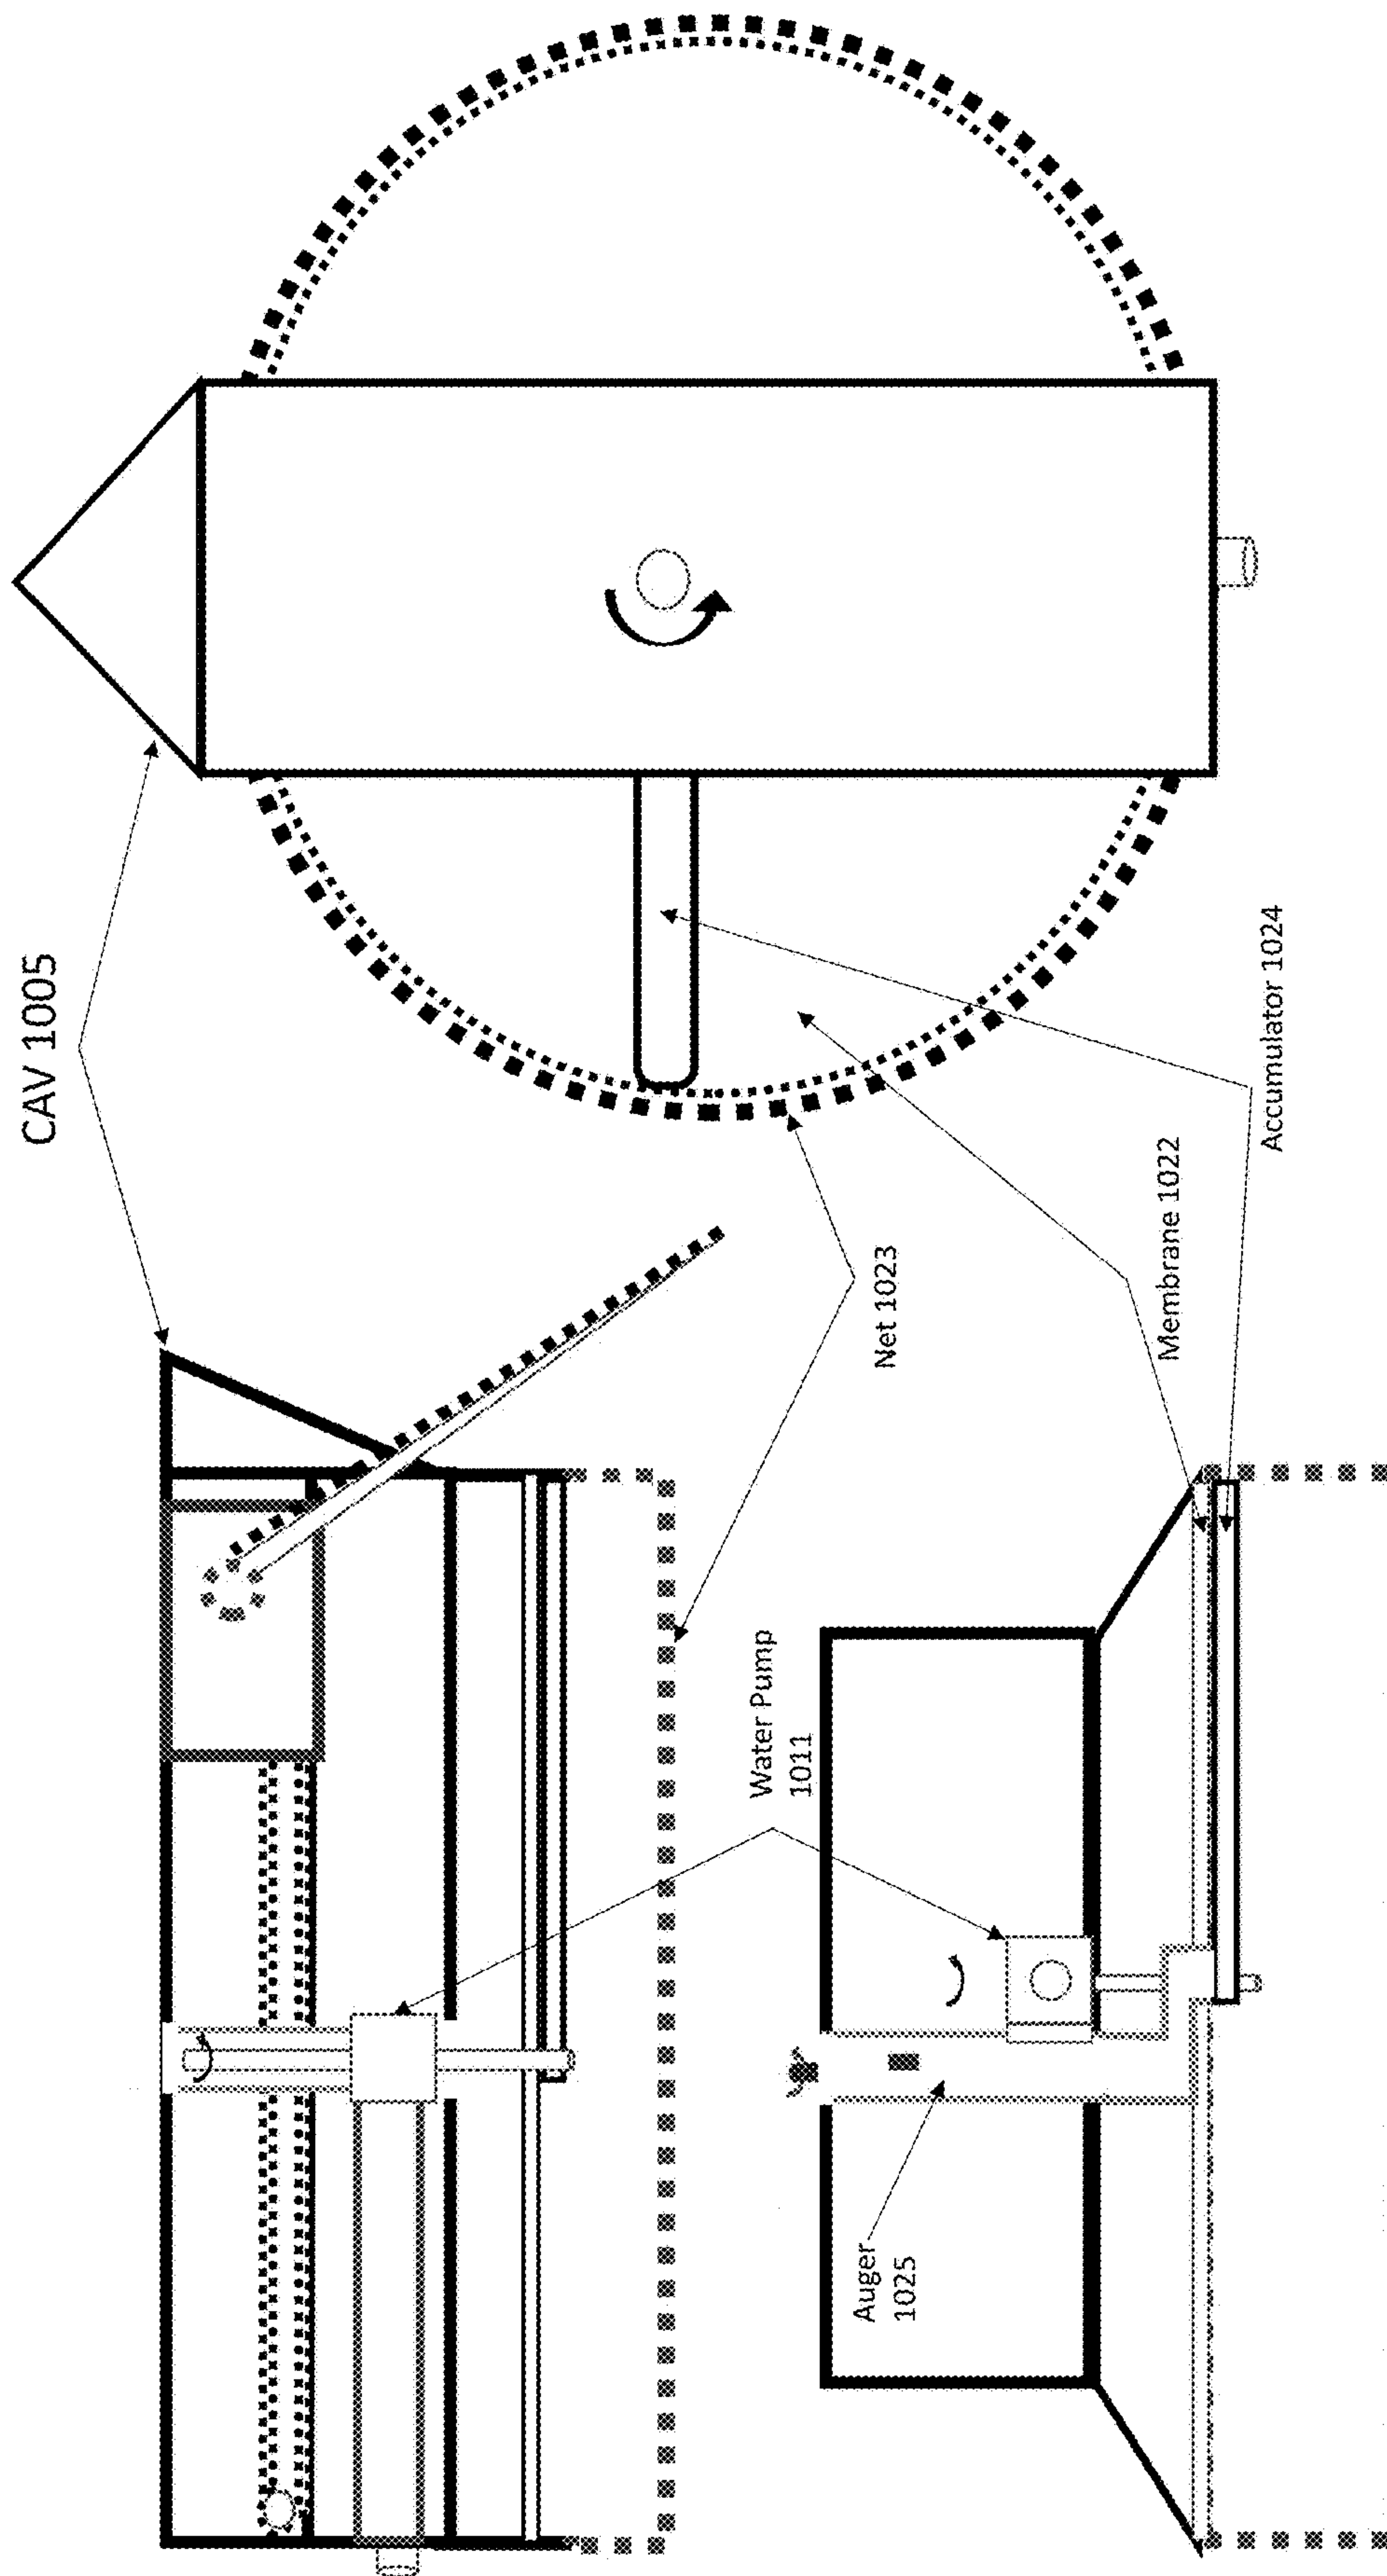 CAV 1005
Net 1023
Membrane 1022
Accumulator 1024
Water Pump
1011
Auger
1025